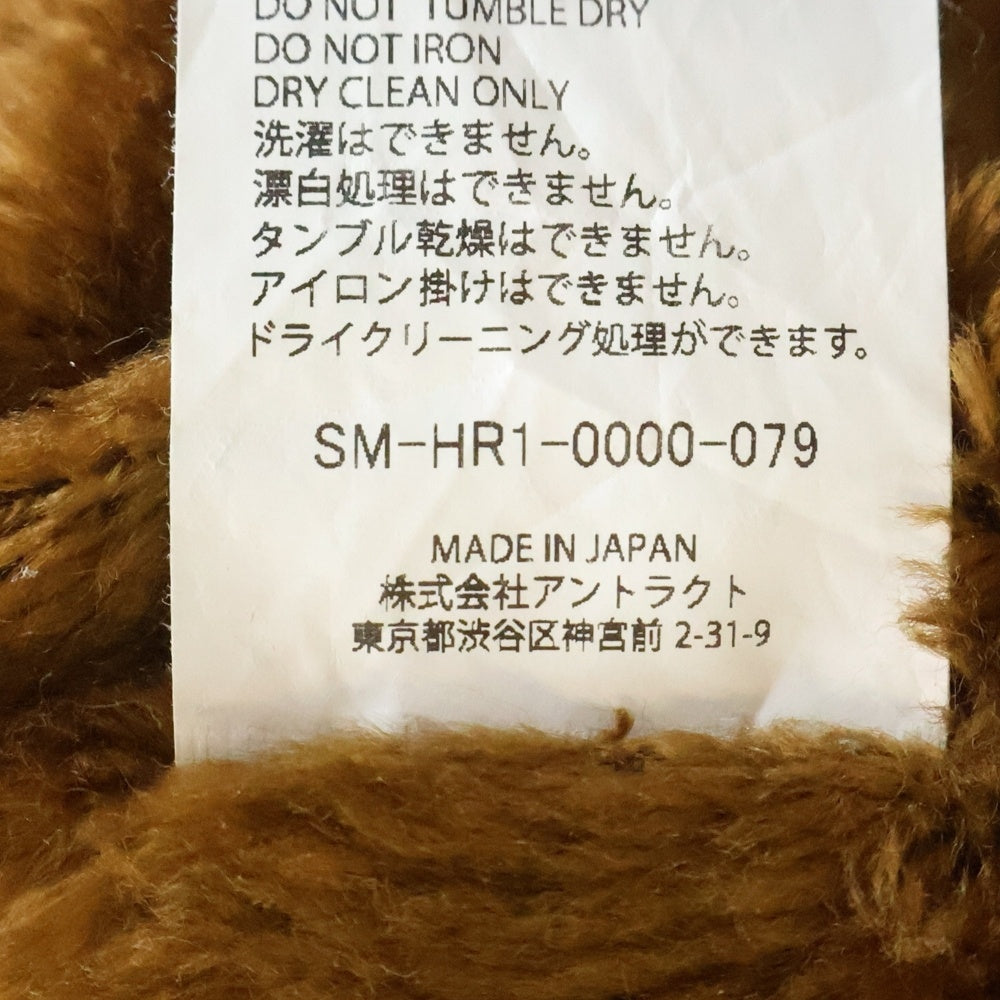 DO NOT TUMBLE DRY
DO NOT IRON
DRY CLEAN ONLY
洗濯はできません。
漂白処理はできません。
タンブル乾燥はできません。
アイロン掛けはできません。
ドライクリーニング処理ができます。
SM-HR1-0000-079
MADE IN JAPAN
株式会社アントラクト
東京都渋谷区神宮前 2-31-9